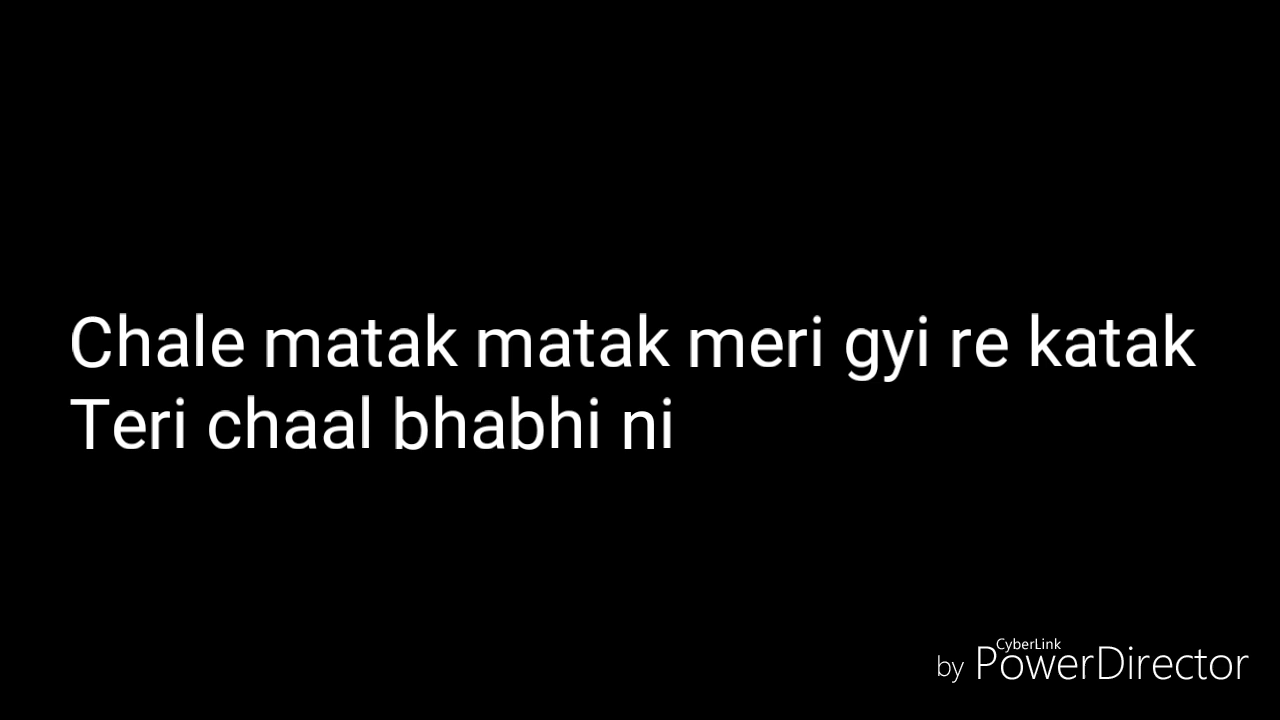 Chale matak matak meri gyi re katak
Teri chaal bhabhi ni
CyberLink
by PowerDirector